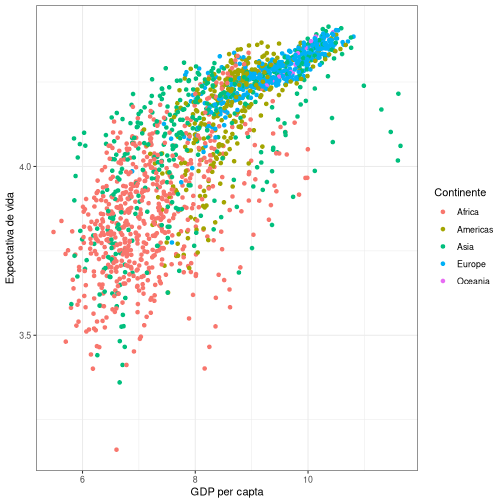 Expectativa de vida
4.0
3.5
6
8
10
GDP per capta
Continente
Africa
Americas
Asia
Europe
Oceania